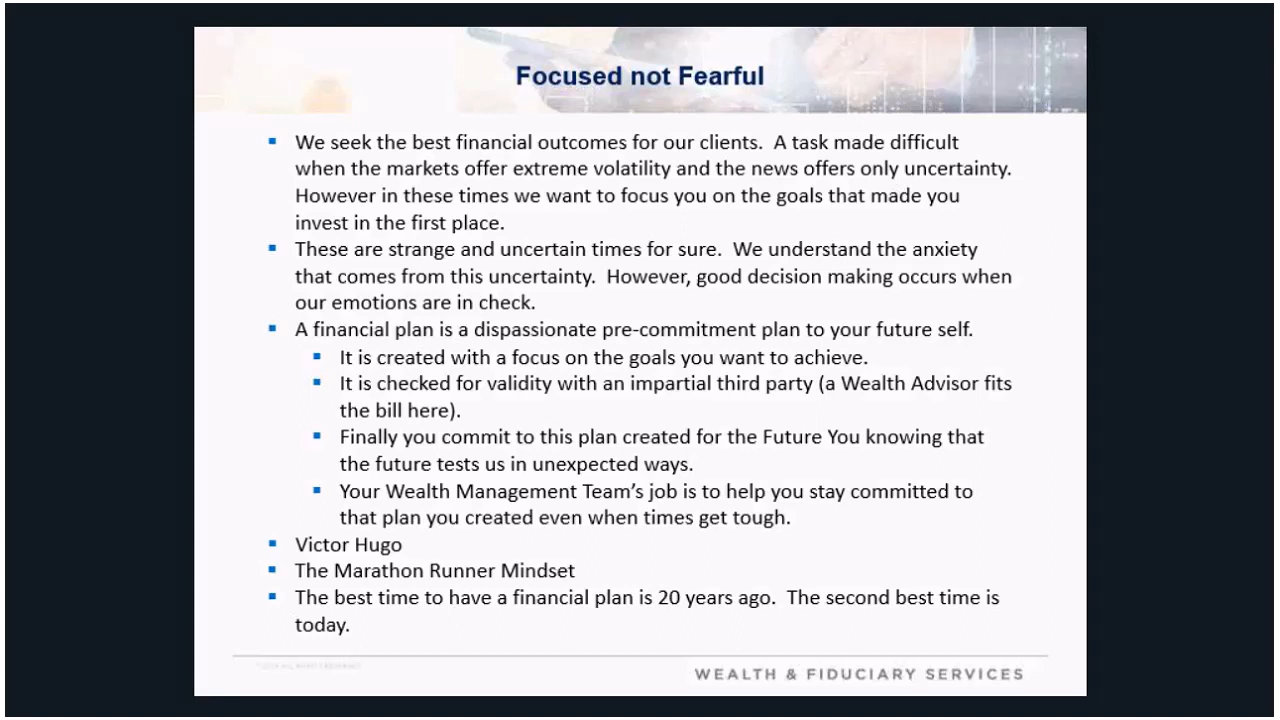 Focused not Fearful
▪ We seek the best financial outcomes for our clients.  A task made difficult
when the markets offer extreme volatility and the news offers only uncertainty.
However in these times we want to focus you on the goals that made you
invest in the first place.
▪ These are strange and uncertain times for sure.  We understand the anxiety
that comes from this uncertainty.  However, good decision making occurs when
our emotions are in check.
▪ A financial plan is a dispassionate pre-commitment plan to your future self.
▪ It is created with a focus on the goals you want to achieve.
▪ It is checked for validity with an impartial third party (a Wealth Advisor fits
the bill here).
▪ Finally you commit to this plan created for the Future You knowing that
the future tests us in unexpected ways.
▪ Your Wealth Management Team’s job is to help you stay committed to
that plan you created even when times get tough.
▪ Victor Hugo
▪ The Marathon Runner Mindset
▪ The best time to have a financial plan is 20 years ago.  The second best time is
today.
ALL RIGHTS RESERVED
WEALTH & FIDUCIARY SERVICES